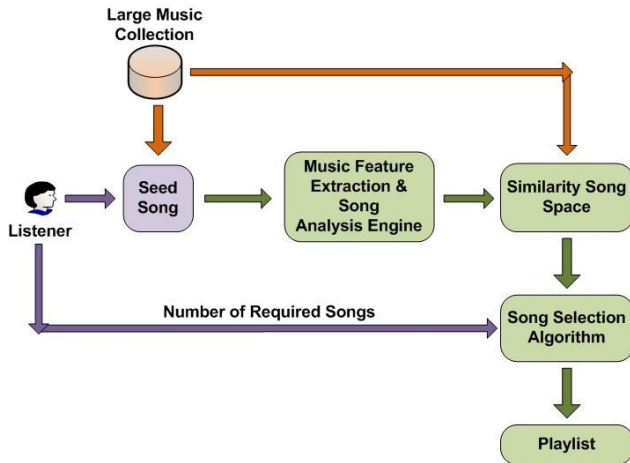 Large Music
Collection
Seed
Song
Music Feature
Extraction &
Song
Analysis Engine
Similarity Song
Space
Listener
Number of Required Songs
Song Selection
Algorithm
Playlist